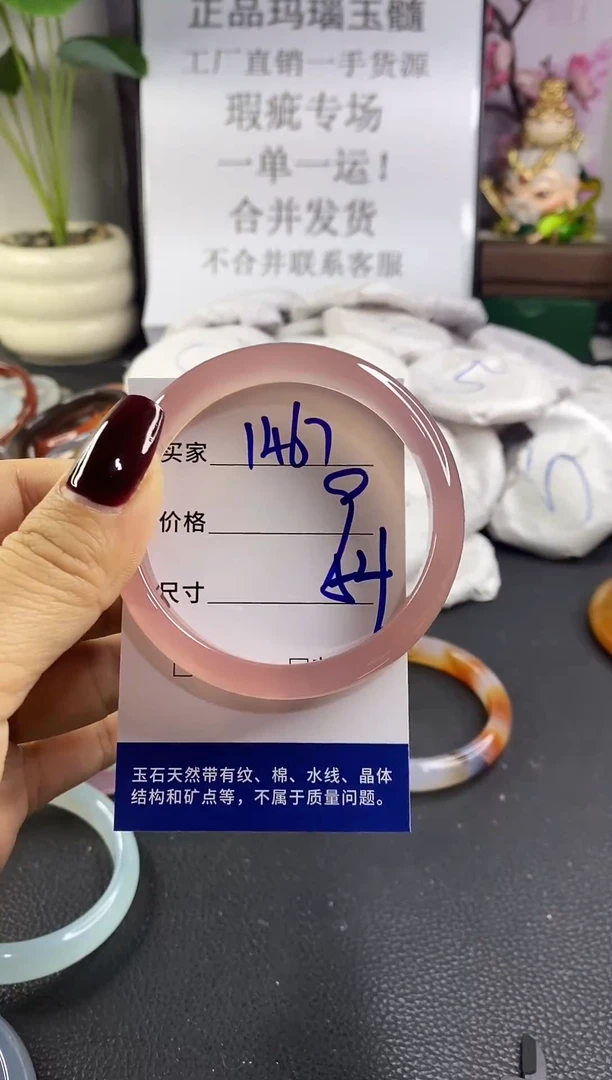 正品玛瑙玉髓
工厂直销一手货源
瑕疵专场
一单一运！
合并发货
不合并联系客服
买家 1467
价格
尺寸
玉石天然带有纹、棉、水线、晶体
结构和矿点等，不属于质量问题。